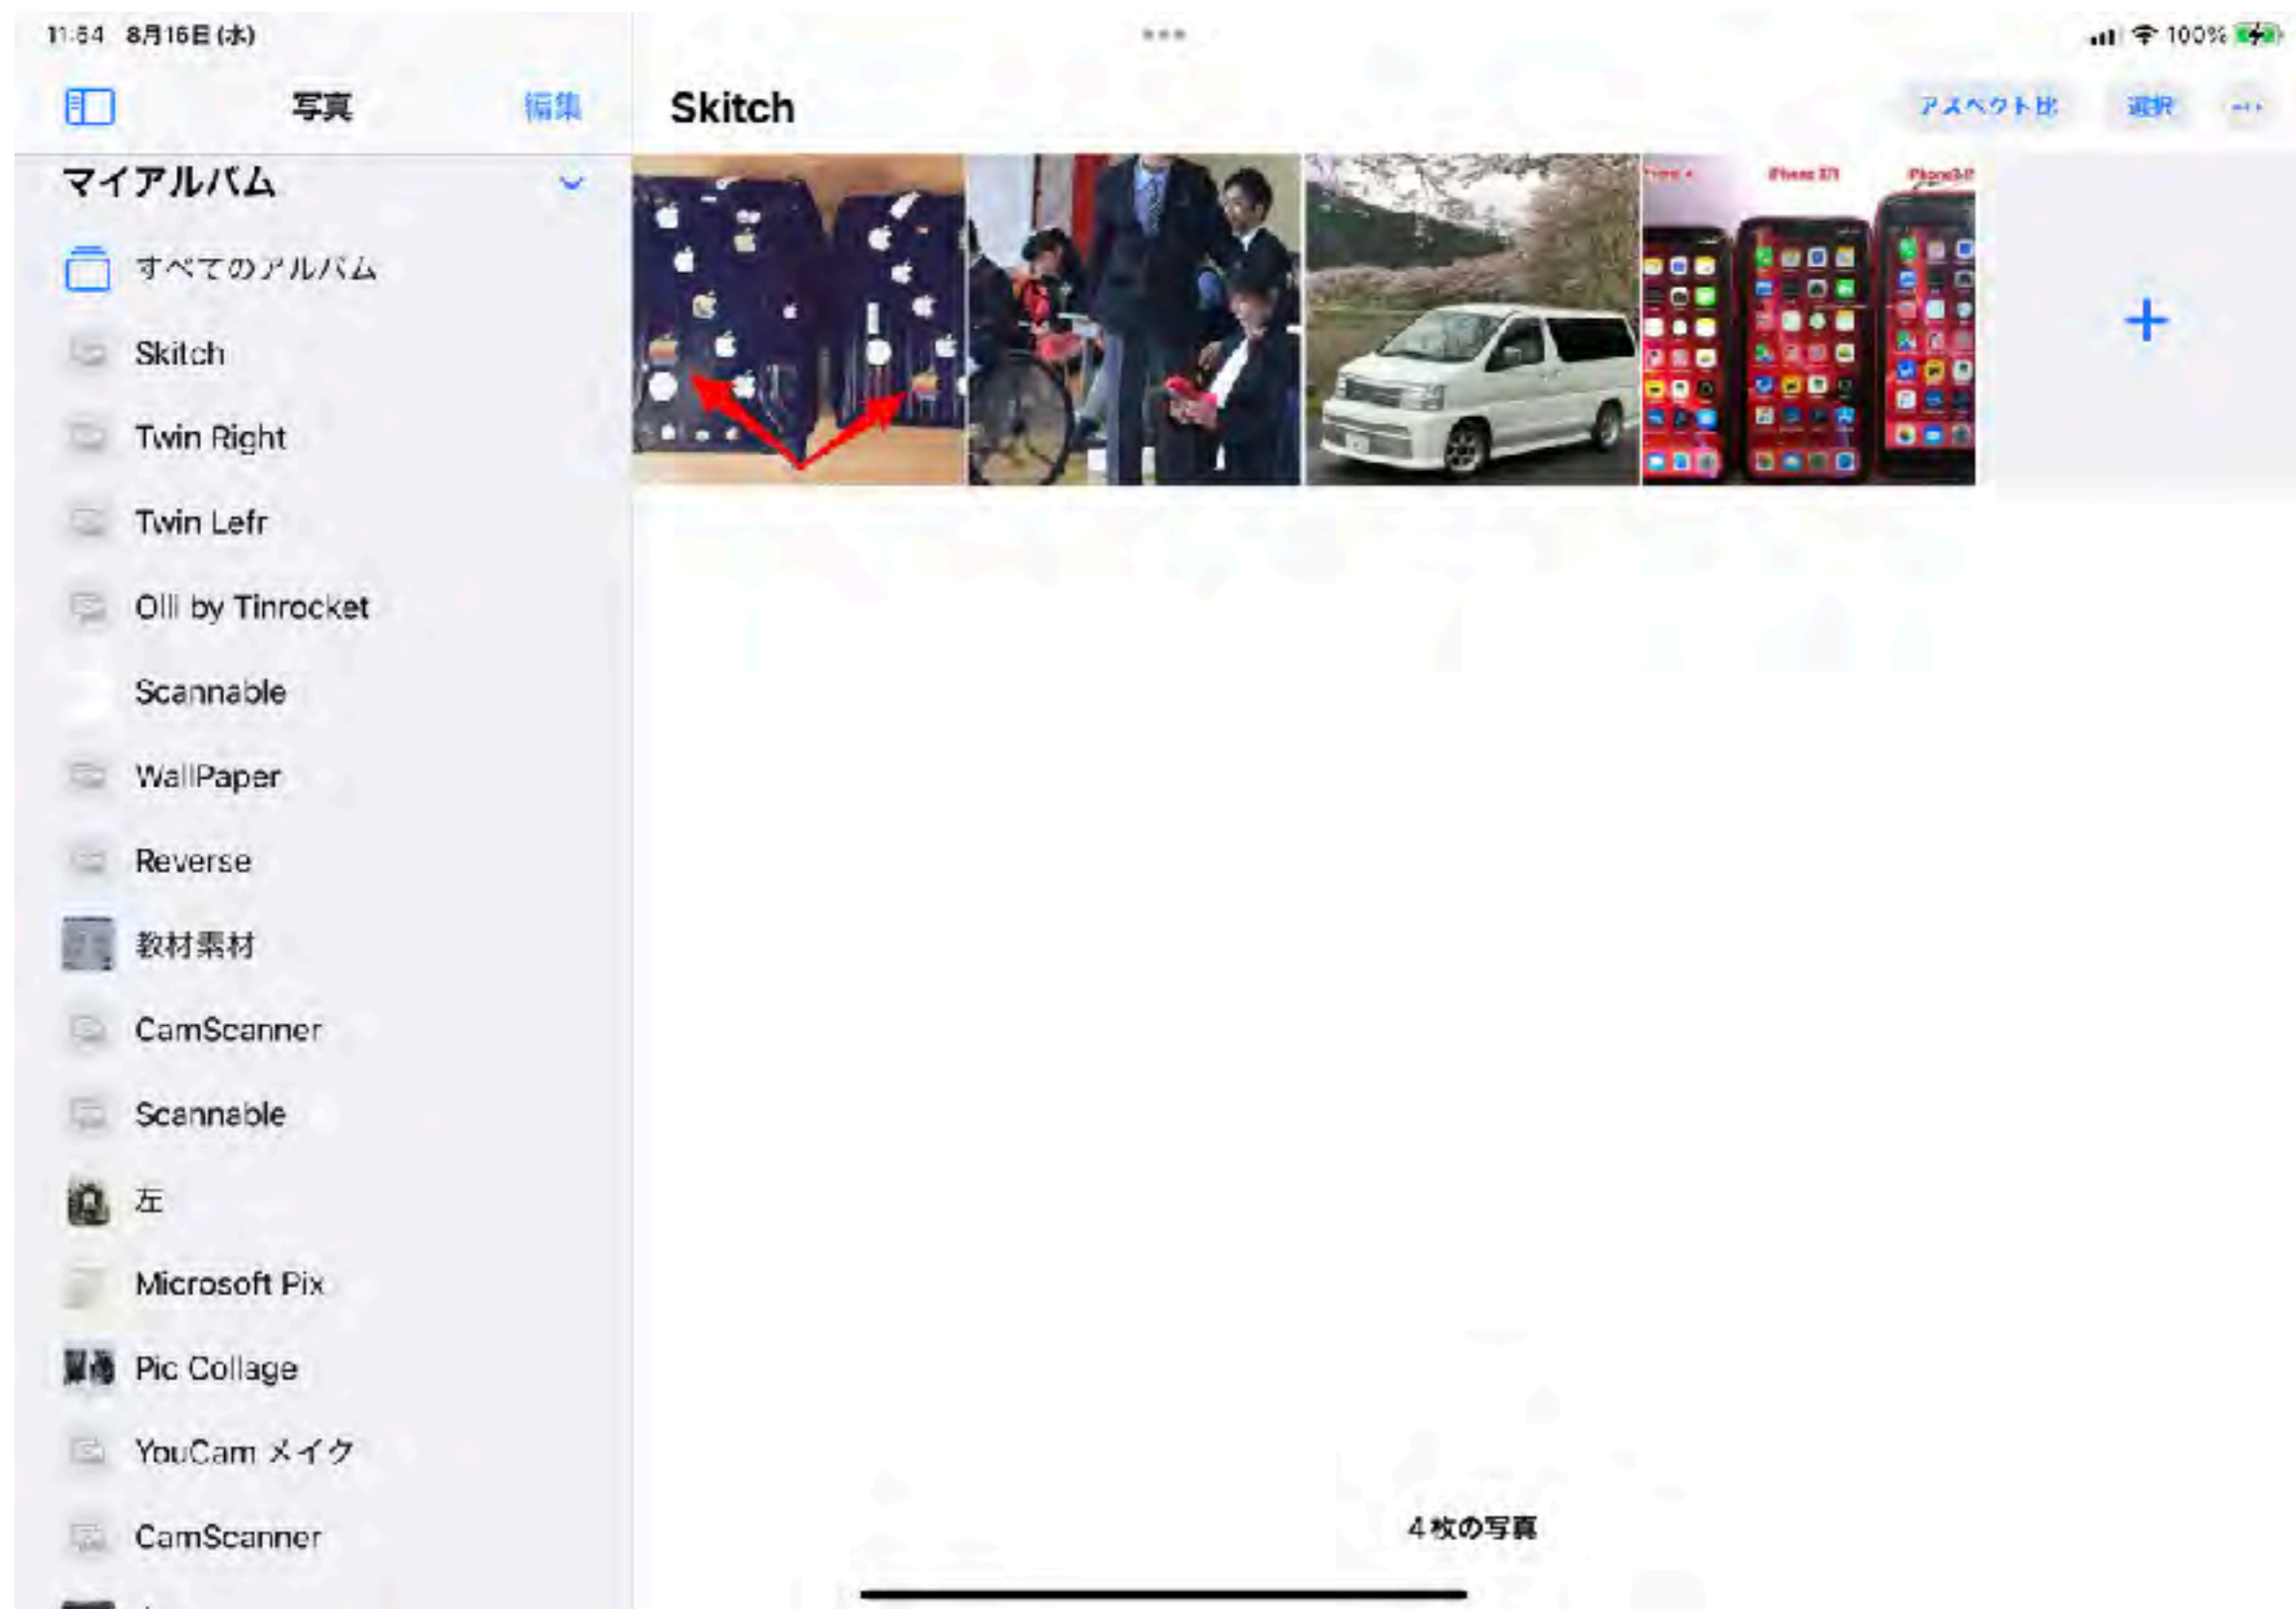 11:54 8月16日(水)
100%
写真
編集
Skitch
アスペクト比
選択
マイアルバム
すべてのアルバム
Skitch
Twin Right
Twin Lefr
Olli by Tinrocket
Scannable
WallPaper
Reverse
教材素材
CamScanner
Scannable
左
Microsoft Pix
Pic Collage
YouCam メイク
CamScanner
4枚の写真